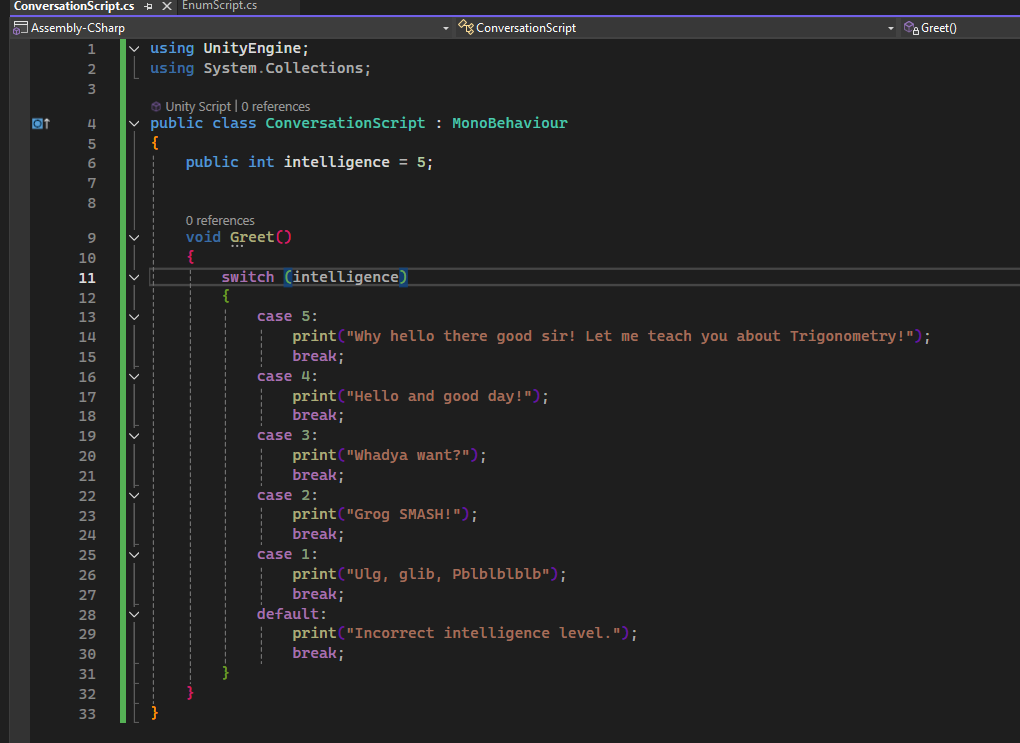 ConversationScript.cs EnumScript.cs
Assembly-CSharp ConversationScript Greet()
1 using UnityEngine;
2 using System.Collections;
3
Unity Script | 0 references
4 public class ConversationScript : MonoBehaviour
5 {
6 public int intelligence = 5;
7
8
0 references
9 void Greet()
10 {
11 switch (intelligence)
12 {
13 case 5:
14 print("Why hello there good sir! Let me teach you about Trigonometry!");
15 break;
16 case 4:
17 print("Hello and good day!");
18 break;
19 case 3:
20 print("Whadya want?");
21 break;
22 case 2:
23 print("Grog SMASH!");
24 break;
25 case 1:
26 print("Ulg, glib, Pblblblblb");
27 break;
28 default:
29 print("Incorrect intelligence level.");
30 break;
31 }
32 }
33 }